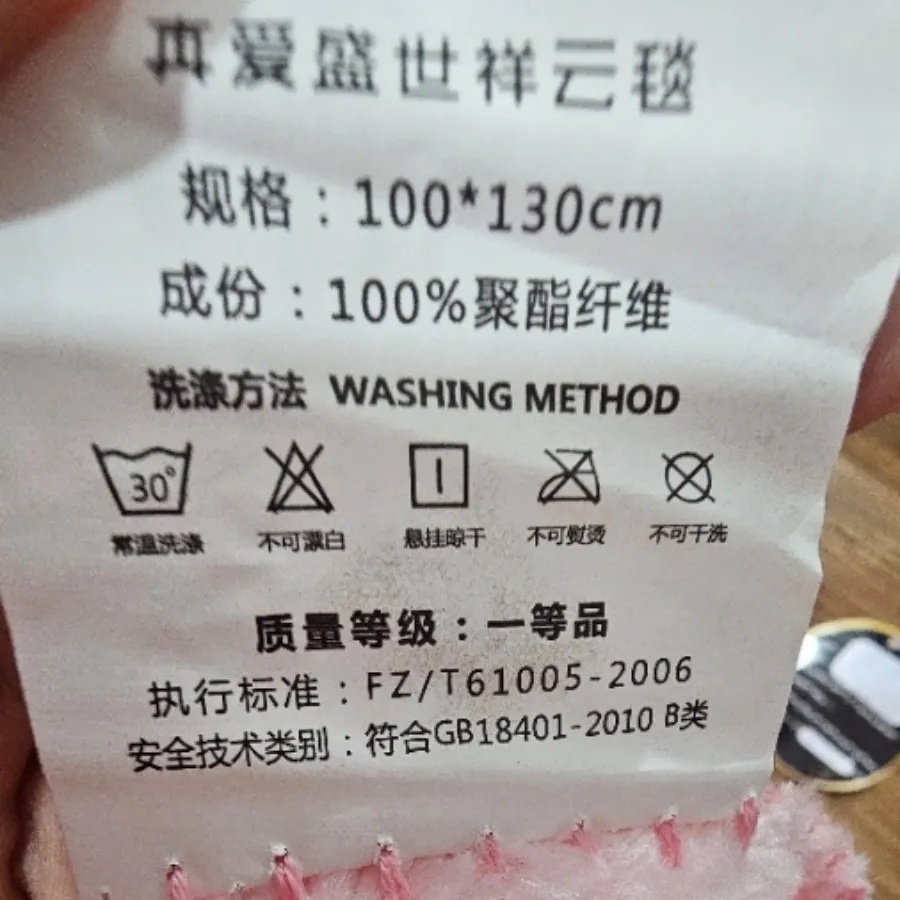 真爱盛世祥云毯
规格：100*130cm
成份：100%聚酯纤维
洗涤方法 WASHING METHOD
30°
常温洗涤 不可漂白 悬挂晾干 不可熨烫 不可干洗
质量等级：一等品
执行标准：FZ/T61005-2006
安全技术类别：符合GB18401-2010 B类